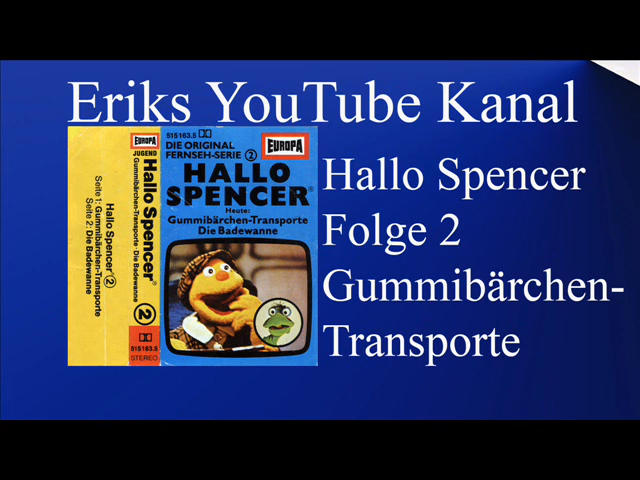 Eriks YouTube Kanal
EUROPA
JUGEND
Hallo Spencer
Gummibärchen-Transporte · Die Badewanne
Hallo Spencer ②
Seite 1: Gummibärchen-Transporte
Seite 2: Die Badewanne
②
515 163.5
STEREO
515163.5
DIE ORIGINAL
FERNSEH-SERIE ②
EUROPA
HALLO
SPENCER®
Heute:
Gummibärchen-Transporte
Die Badewanne
Hallo Spencer
Folge 2
Gummibärchen-
Transporte